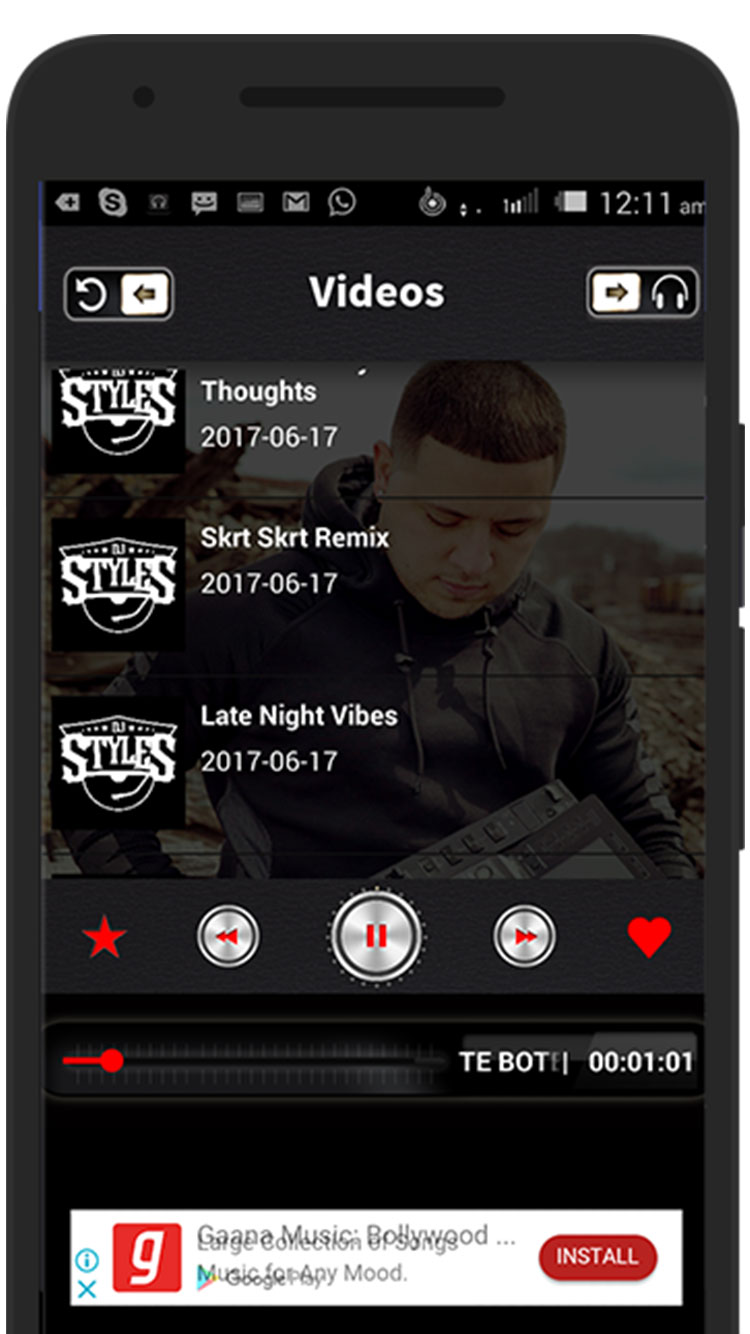 12:11 am
Videos
DJ
STYLES
Thoughts
2017-06-17
DJ
STYLES
Skrt Skrt Remix
2017-06-17
DJ
STYLES
Late Night Vibes
2017-06-17
TE BOTE| 00:01:01
g
Gaana Music: Bollywood ...
Large Collection of Songs
Music for Any Mood.
Google Play
INSTALL